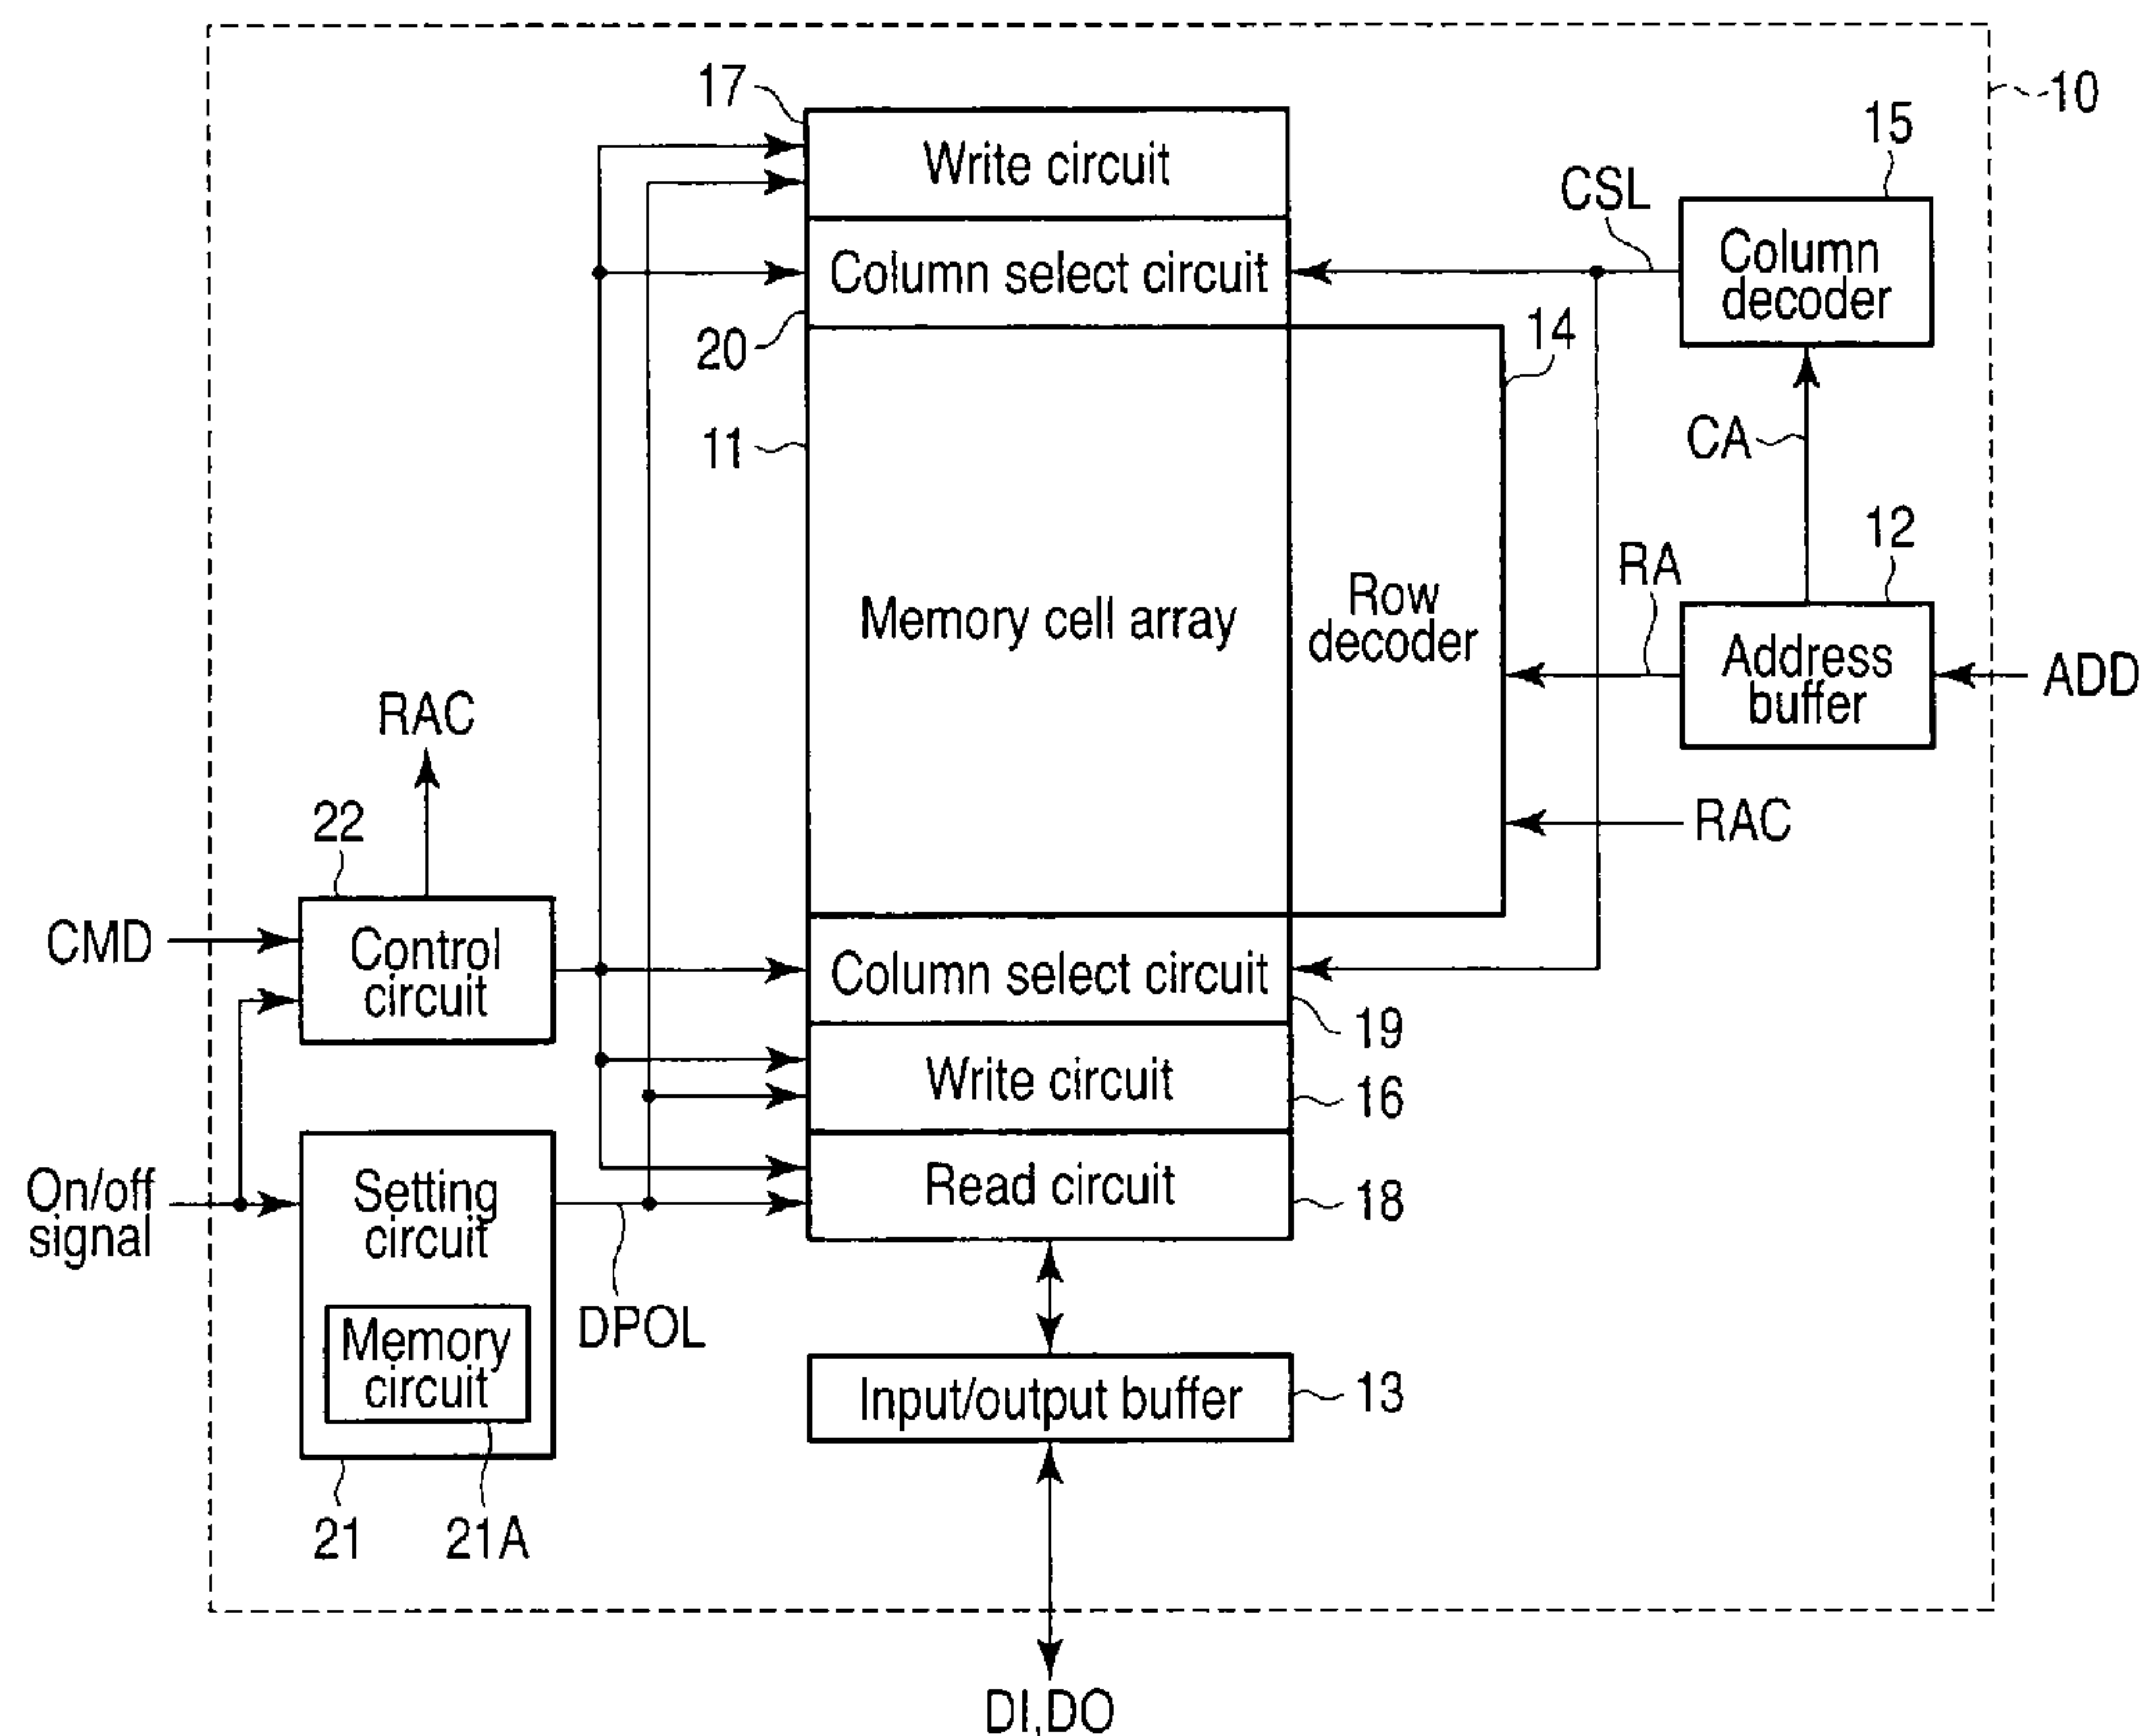 10
17
Write circuit
15
CSL
Column
decoder
Column select circuit
20
14
11
CA
12
RA
Memory cell array
Row
decoder
Address
buffer
ADD
RAC
RAC
22
CMD
Control
circuit
Column select circuit
19
Write circuit
16
On/off
signal
Setting
circuit
Read circuit
18
DPOL
Memory
circuit
Input/output buffer
13
21
21A
DI,DO